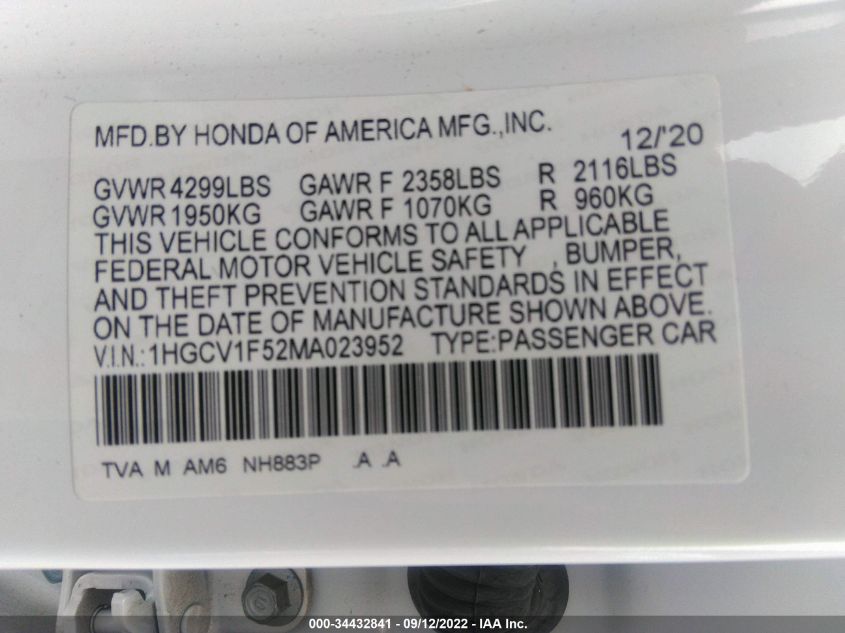 MFD.BY HONDA OF AMERICA MFG.,INC. 12/'20
GVWR 4299LBS GAWR F 2358LBS R 2116LBS
GVWR 1950KG GAWR F 1070KG R 960KG
THIS VEHICLE CONFORMS TO ALL APPLICABLE
FEDERAL MOTOR VEHICLE SAFETY , BUMPER,
AND THEFT PREVENTION STANDARDS IN EFFECT
ON THE DATE OF MANUFACTURE SHOWN ABOVE.
V.I.N.: 1HGCV1F52MA023952 TYPE:PASSENGER CAR
TVA M AM6 NH883P .A .A
000-34432841 - 09/12/2022 - IAA Inc.